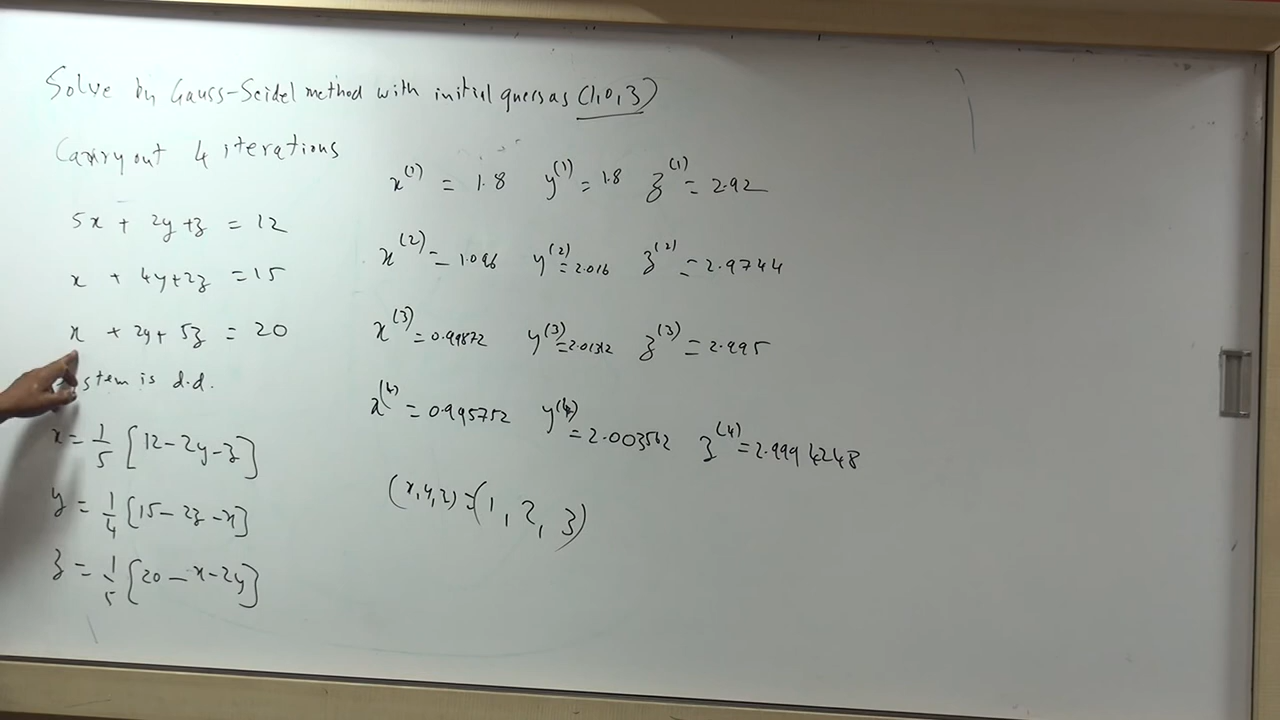 Solve by Gauss-Seidel method with initial guess as (1, 0, 3)
Carry out 4 iterations
5x + 2y + z = 12
x + 4y + 2z = 15
x + 2y + 5z = 20
stem is d.d.
x = 1/5 [12 - 2y - z]
y = 1/4 [15 - 2z - x]
z = 1/5 [20 - x - 2y]
x^(1) = 1.8 y^(1) = 1.8 z^(1) = 2.92
x^(2) = 1.096 y^(2) = 2.016 z^(2) = 2.9744
x^(3) = 0.99872 y^(3) = 2.01312 z^(3) = 2.995
x^(4) = 0.995752 y^(4) = 2.003562 z^(4) = 2.9994248
(x, y, z) = (1, 2, 3)